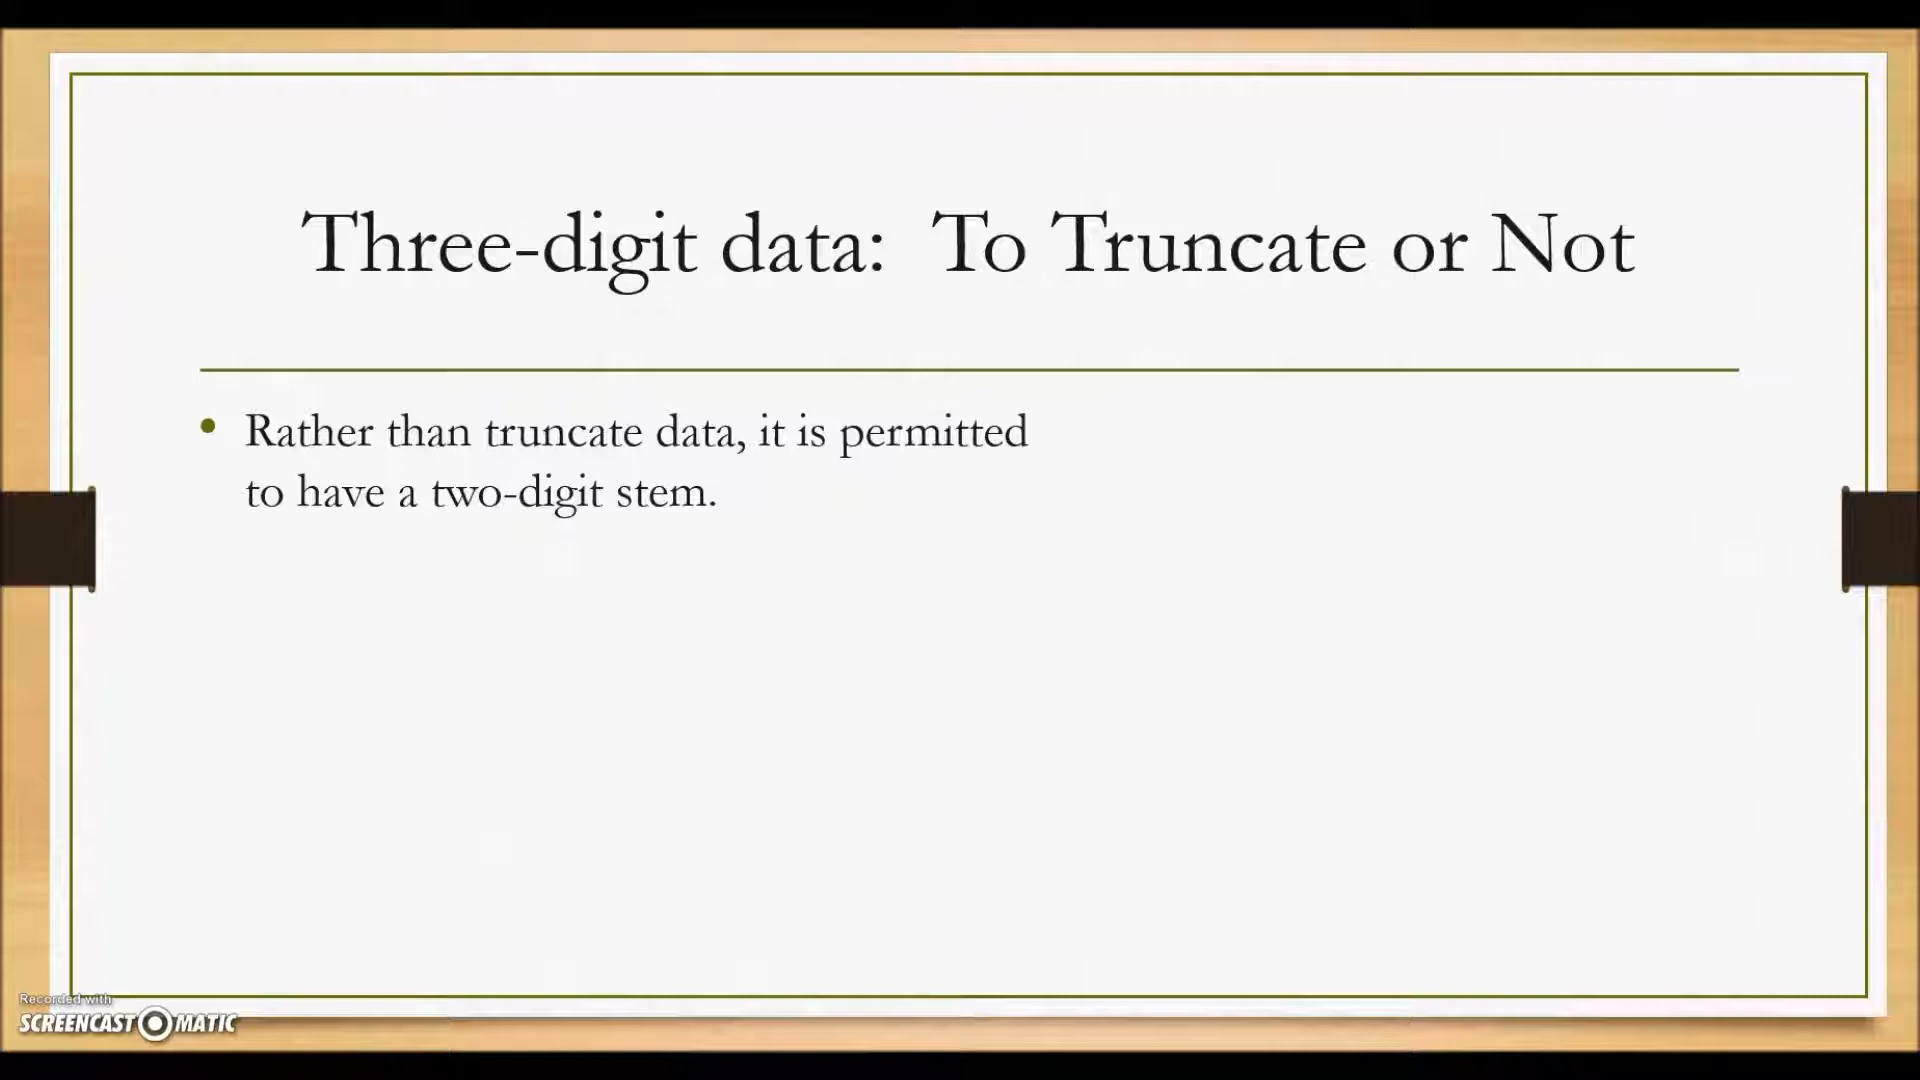 Three-digit data: To Truncate or Not
• Rather than truncate data, it is permitted
to have a two-digit stem.
Recorded with
SCREENCAST MATIC